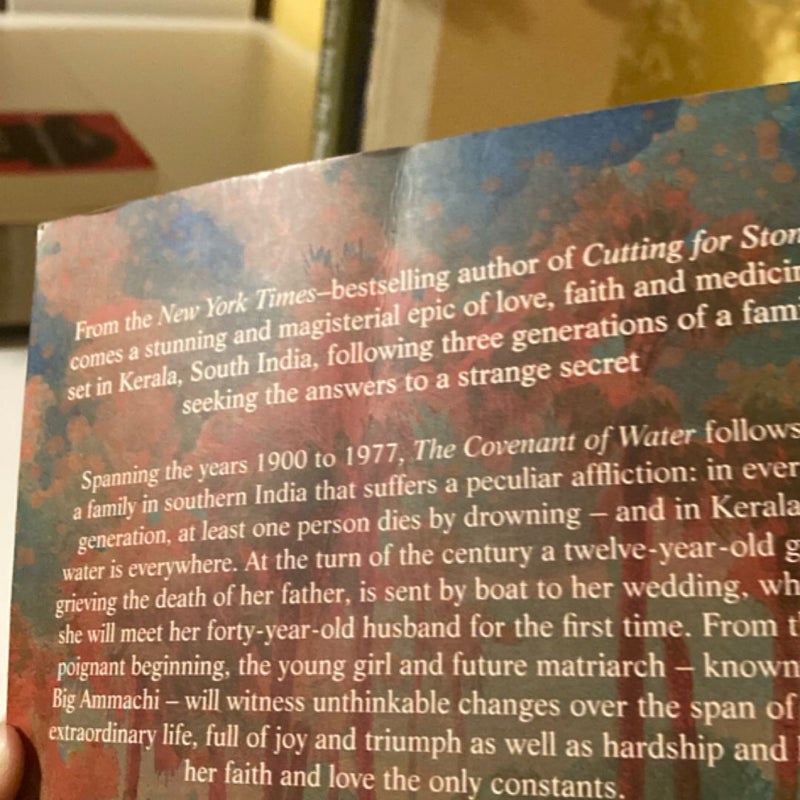 From the New York Times–bestselling author of Cutting for Ston
comes a stunning and magisterial epic of love, faith and medicin
set in Kerala, South India, following three generations of a fami
seeking the answers to a strange secret
Spanning the years 1900 to 1977, The Covenant of Water follows
a family in southern India that suffers a peculiar affliction: in ever
generation, at least one person dies by drowning – and in Kerala
water is everywhere. At the turn of the century a twelve-year-old g
grieving the death of her father, is sent by boat to her wedding, wh
she will meet her forty-year-old husband for the first time. From t
poignant beginning, the young girl and future matriarch – known
Big Ammachi – will witness unthinkable changes over the span of
extraordinary life, full of joy and triumph as well as hardship and
her faith and love the only constants.